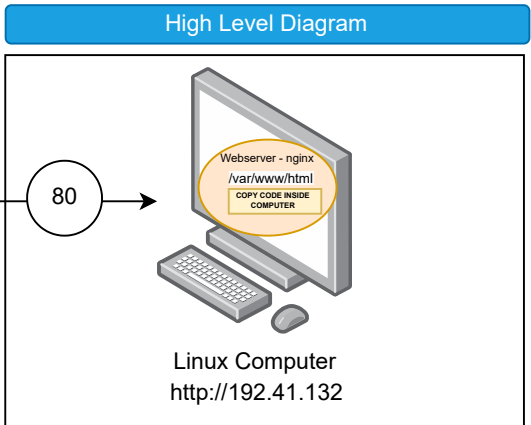 High Level Diagram
Webserver - nginx
/var/www/html
COPY CODE INSIDE
COMPUTER
80
Linux Computer
http://192.41.132